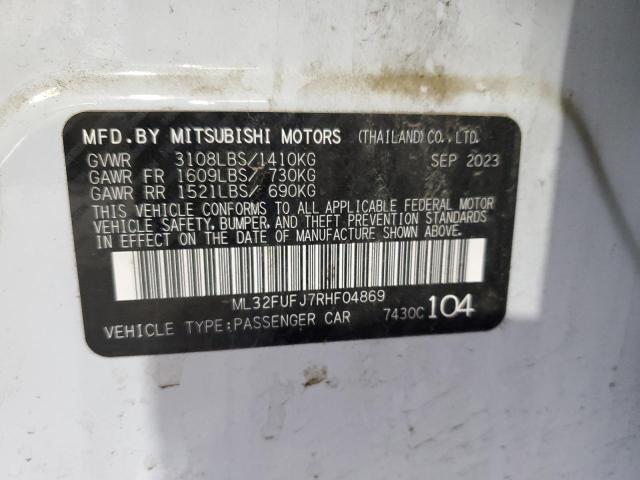 MFD.BY MITSUBISHI MOTORS (THAILAND) CO., LTD.
GVWR 3108LBS/1410KG SEP 2023
GAWR FR 1609LBS/ 730KG
GAWR RR 1521LBS/ 690KG
THIS VEHICLE CONFORMS TO ALL APPLICABLE FEDERAL MOTOR
VEHICLE SAFETY, BUMPER, AND THEFT PREVENTION STANDARDS
IN EFFECT ON THE DATE OF MANUFACTURE SHOWN ABOVE.
ML32FUFJ7RHF04869
VEHICLE TYPE:PASSENGER CAR 7430C 104